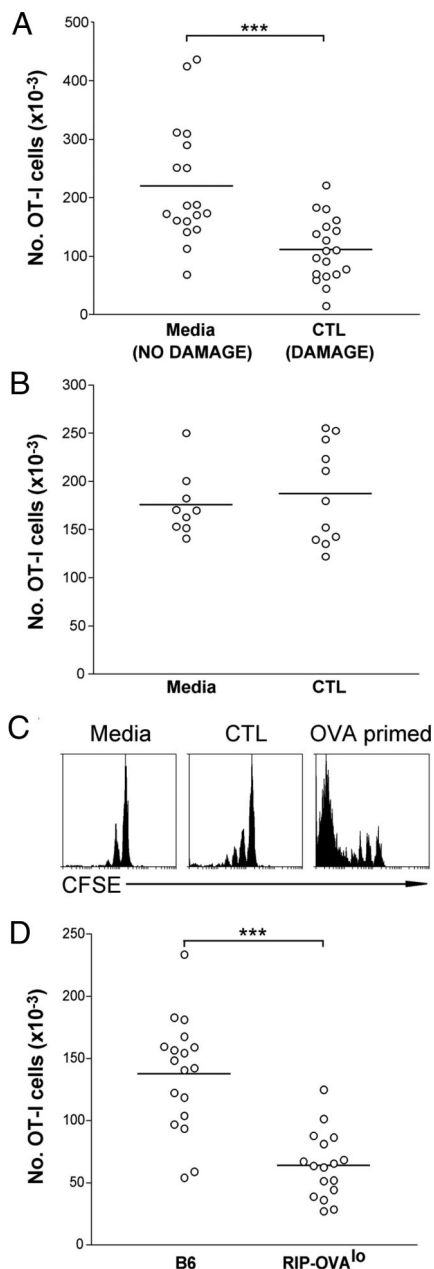 A
No. OT-I cells (x10-3)
500
400
300
200
100
0
***
Media
(NO DAMAGE)
CTL
(DAMAGE)
B
No. OT-I cells (x10-3)
300
250
200
150
100
50
0
Media
CTL
C
Media
CTL
OVA primed
CFSE
D
No. OT-I cells (x10-3)
250
200
150
100
50
0
***
B6
RIP-OVAlo